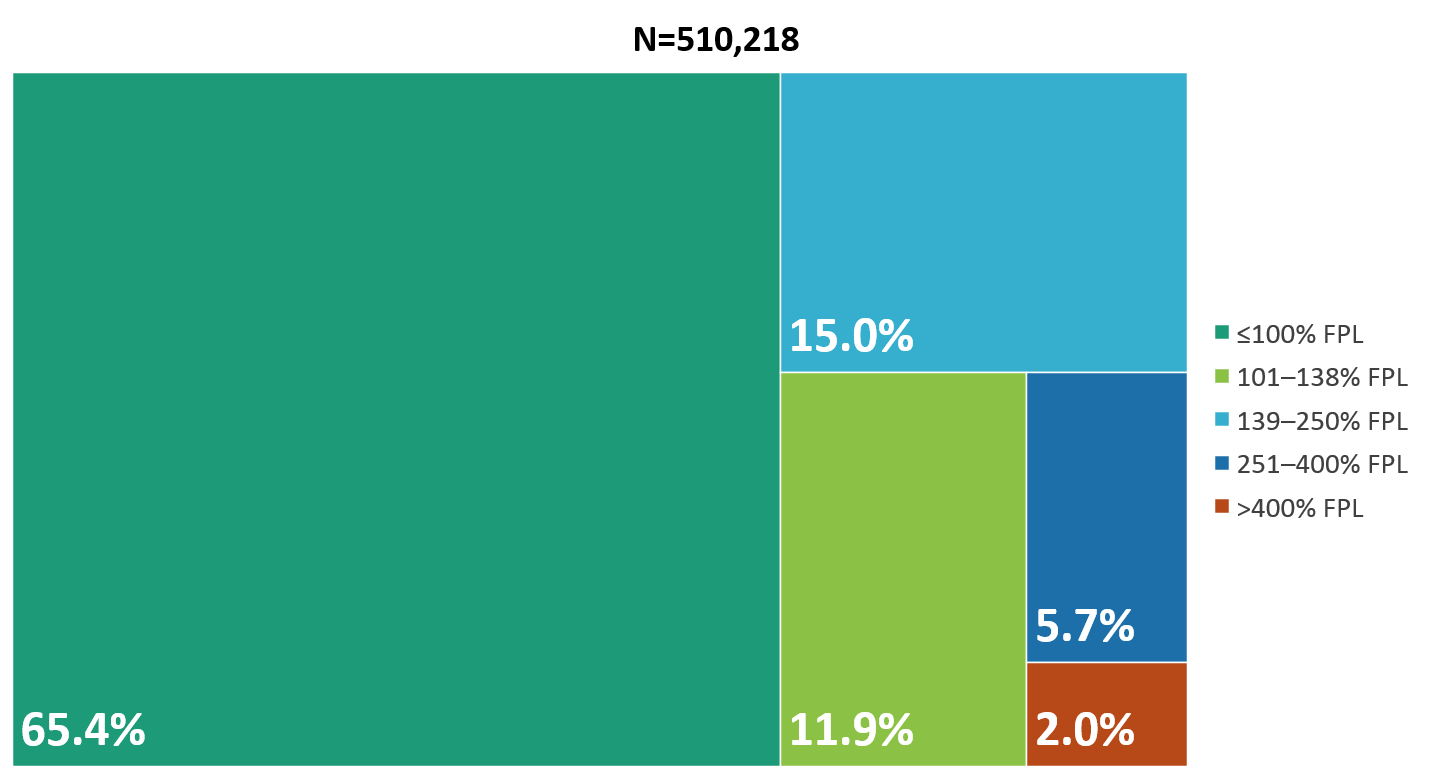 N=510,218
65.4%
15.0%
11.9%
5.7%
2.0%
≤100% FPL
101–138% FPL
139–250% FPL
251–400% FPL
>400% FPL